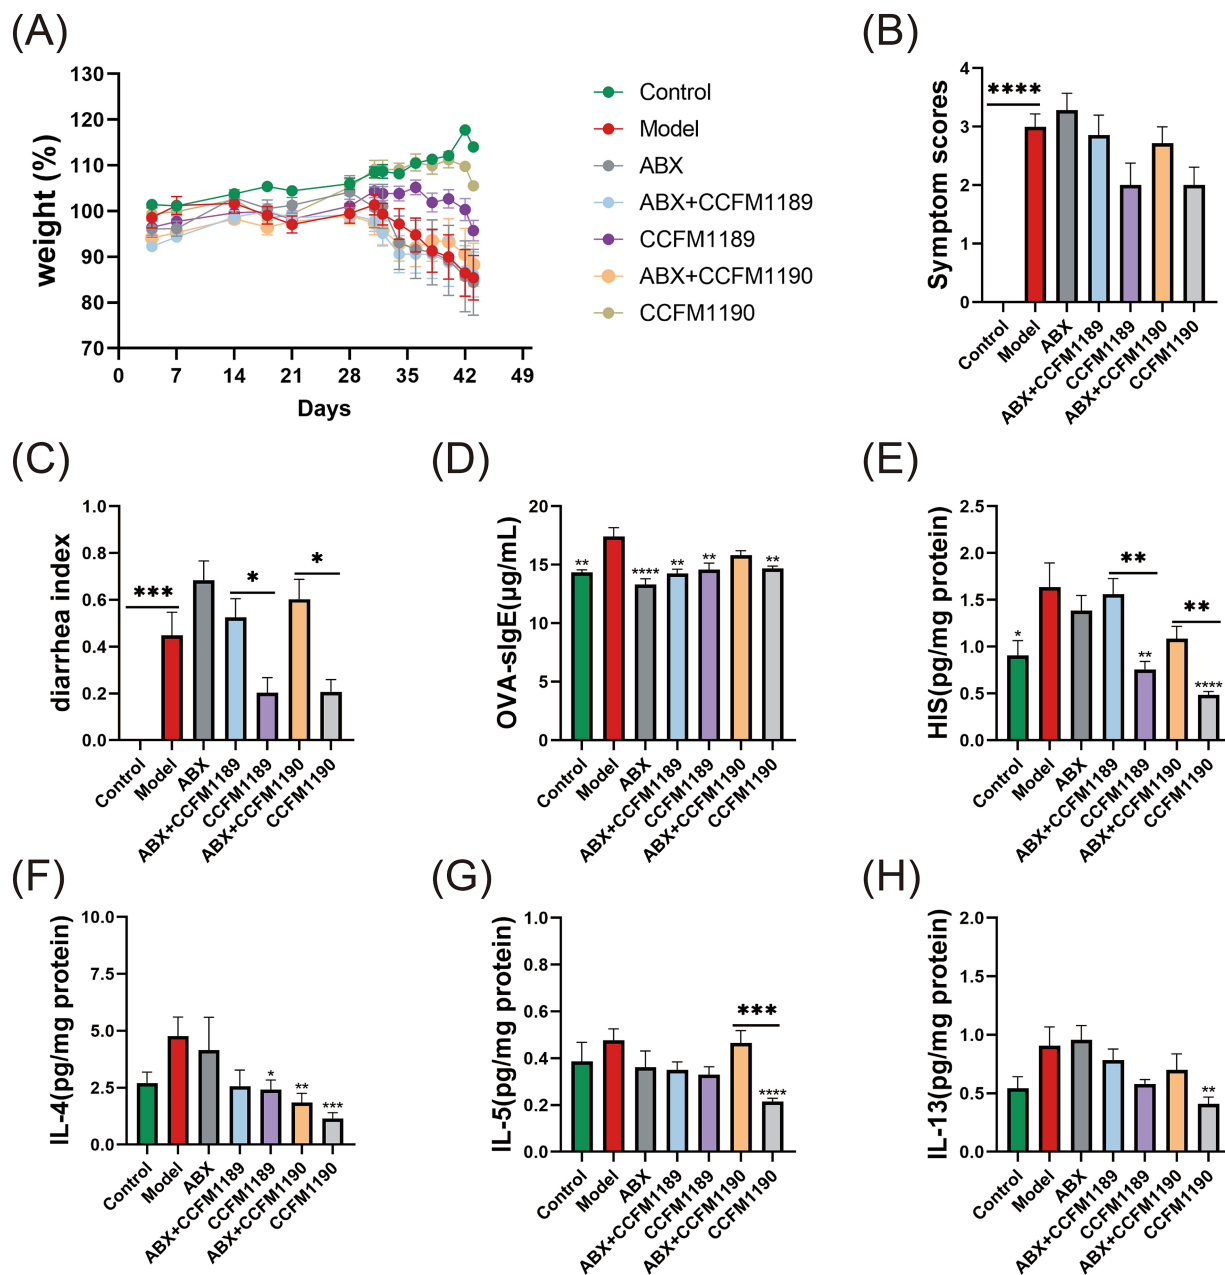 (A)
130
120
110
100
90
80
70
weight (%)
0 7 14 21 28 35 42 49
Days
Control
Model
ABX
ABX+CCFM1189
CCFM1189
ABX+CCFM1190
CCFM1190
(B)
4
3
2
1
0
Symptom scores
****
Control
Model
ABX
ABX+CCFM1189
CCFM1189
ABX+CCFM1190
CCFM1190
(C)
1.0
0.8
0.6
0.4
0.2
0.0
diarrhea index
***
*
*
Control
Model
ABX
ABX+CCFM1189
CCFM1189
ABX+CCFM1190
CCFM1190
(D)
20
15
10
5
0
OVA-sIgE(μg/mL)
**
****
**
**
**
Control
Model
ABX
ABX+CCFM1189
CCFM1189
ABX+CCFM1190
CCFM1190
(E)
2.5
2.0
1.5
1.0
0.5
0.0
HIS(pg/mg protein)
*
**
**
**
****
Control
Model
ABX
ABX+CCFM1189
CCFM1189
ABX+CCFM1190
CCFM1190
(F)
10.0
7.5
5.0
2.5
0.0
IL-4(pg/mg protein)
*
**
***
Control
Model
ABX
ABX+CCFM1189
CCFM1189
ABX+CCFM1190
CCFM1190
(G)
1.0
0.8
0.6
0.4
0.2
0.0
IL-5(pg/mg protein)
***
****
Control
Model
ABX
ABX+CCFM1189
CCFM1189
ABX+CCFM1190
CCFM1190
(H)
2.0
1.5
1.0
0.5
0.0
IL-13(pg/mg protein)
**
Control
Model
ABX
ABX+CCFM1189
CCFM1189
ABX+CCFM1190
CCFM1190